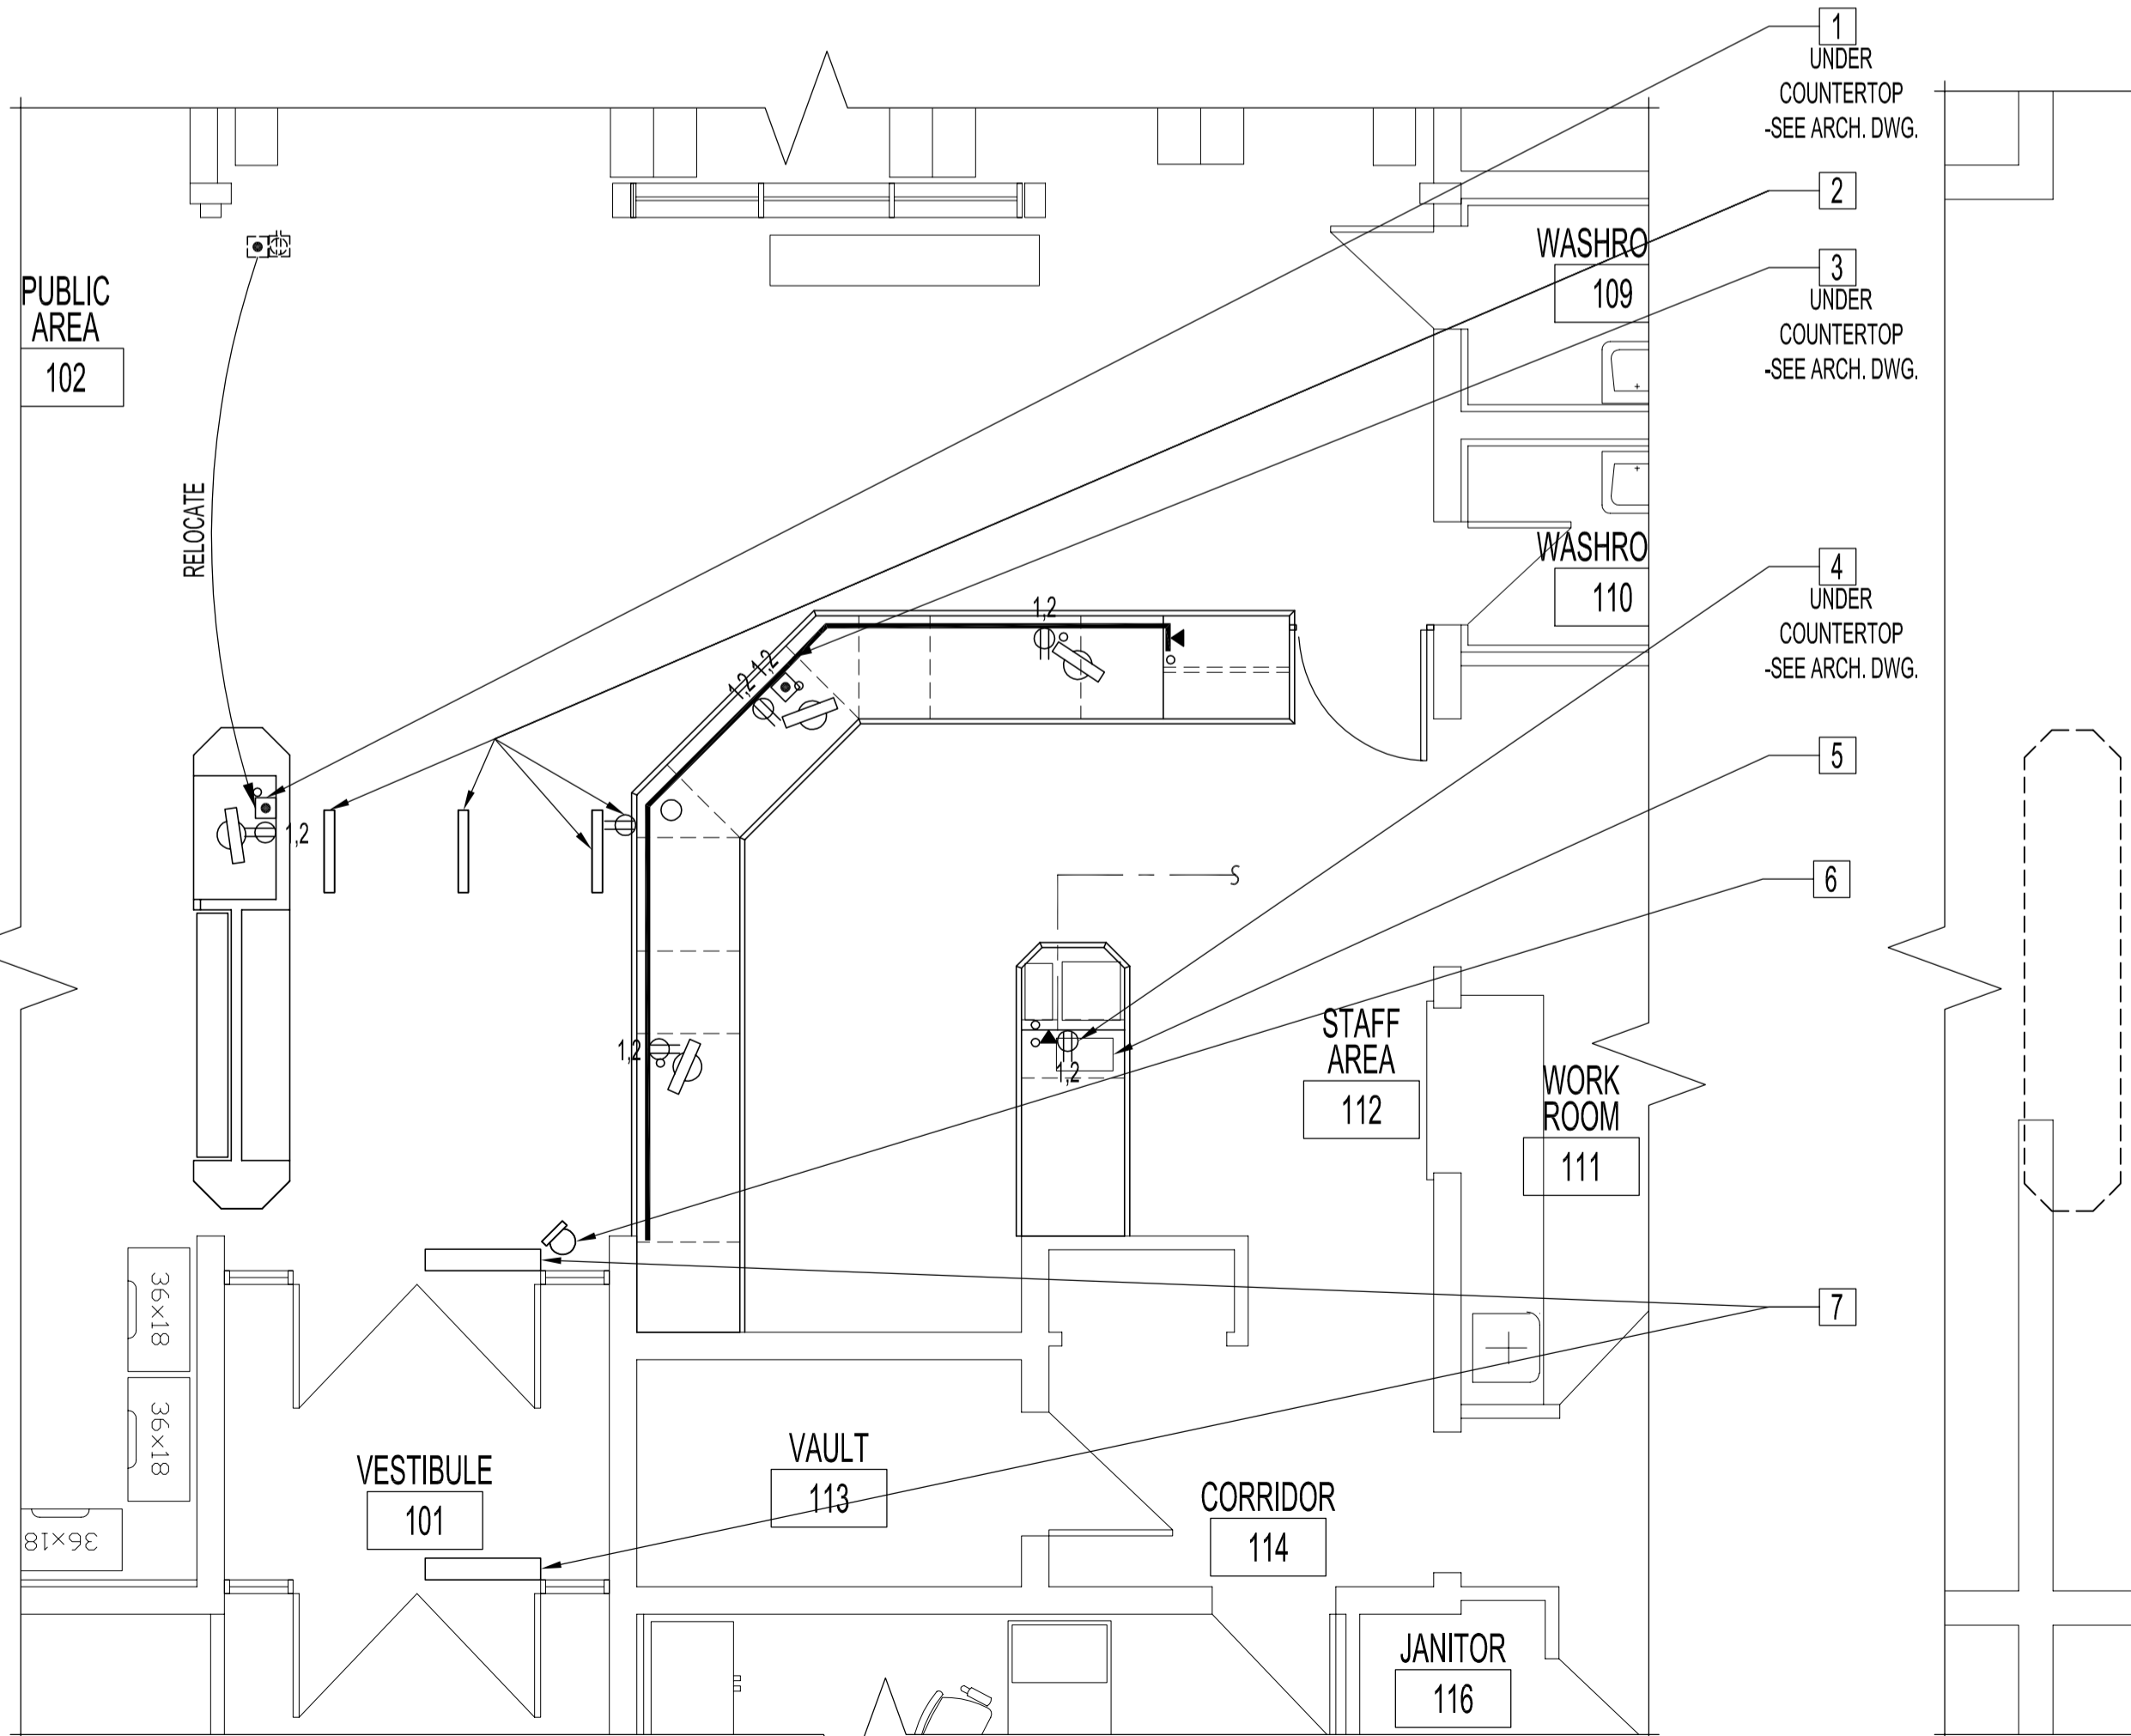 1
UNDER
COUNTERTOP
-SEE ARCH. DWG.
2
WASHRO
109
3
UNDER
COUNTERTOP
-SEE ARCH. DWG.
PUBLIC
AREA
102
RELOCATE
WASHRO
110
4
UNDER
COUNTERTOP
-SEE ARCH. DWG.
1,2
1,2
1,2
5
1,2
6
S
STAFF
AREA
112
1,2
1,2
WORK
ROOM
111
7
36x18
36x18
36x18
VESTIBULE
101
VAULT
113
CORRIDOR
114
JANITOR
116